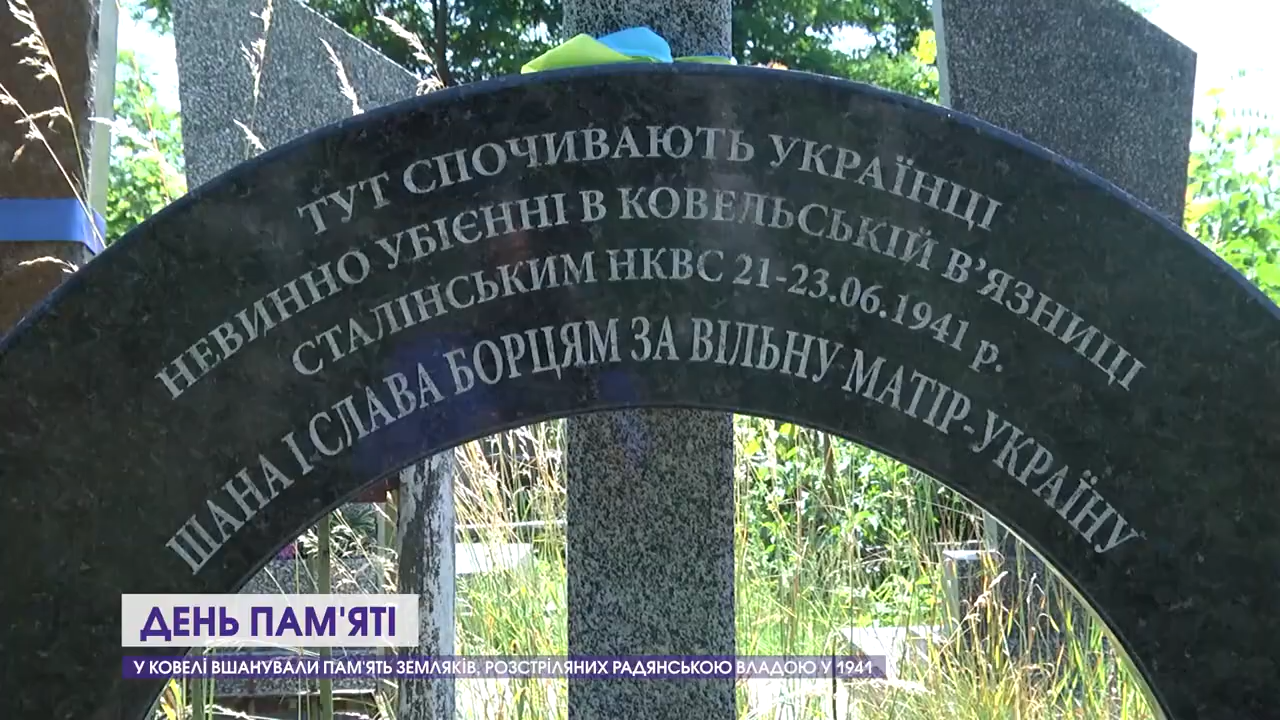 ТУТ СПОЧИВАЮТЬ УКРАЇНЦІ
НЕВИННО УБІЄННІ В КОВЕЛЬСЬКІЙ В'ЯЗНИЦІ
СТАЛІНСЬКИМ НКВС 21-23.06.1941 р.
ШАНА І СЛАВА БОРЦЯМ ЗА ВІЛЬНУ МАТІР-УКРАЇНУ
ДЕНЬ ПАМ'ЯТІ
У КОВЕЛІ ВШАНУВАЛИ ПАМ'ЯТЬ ЗЕМЛЯКІВ, РОЗСТРІЛЯНИХ РАДЯНСЬКОЮ ВЛАДОЮ У 1941